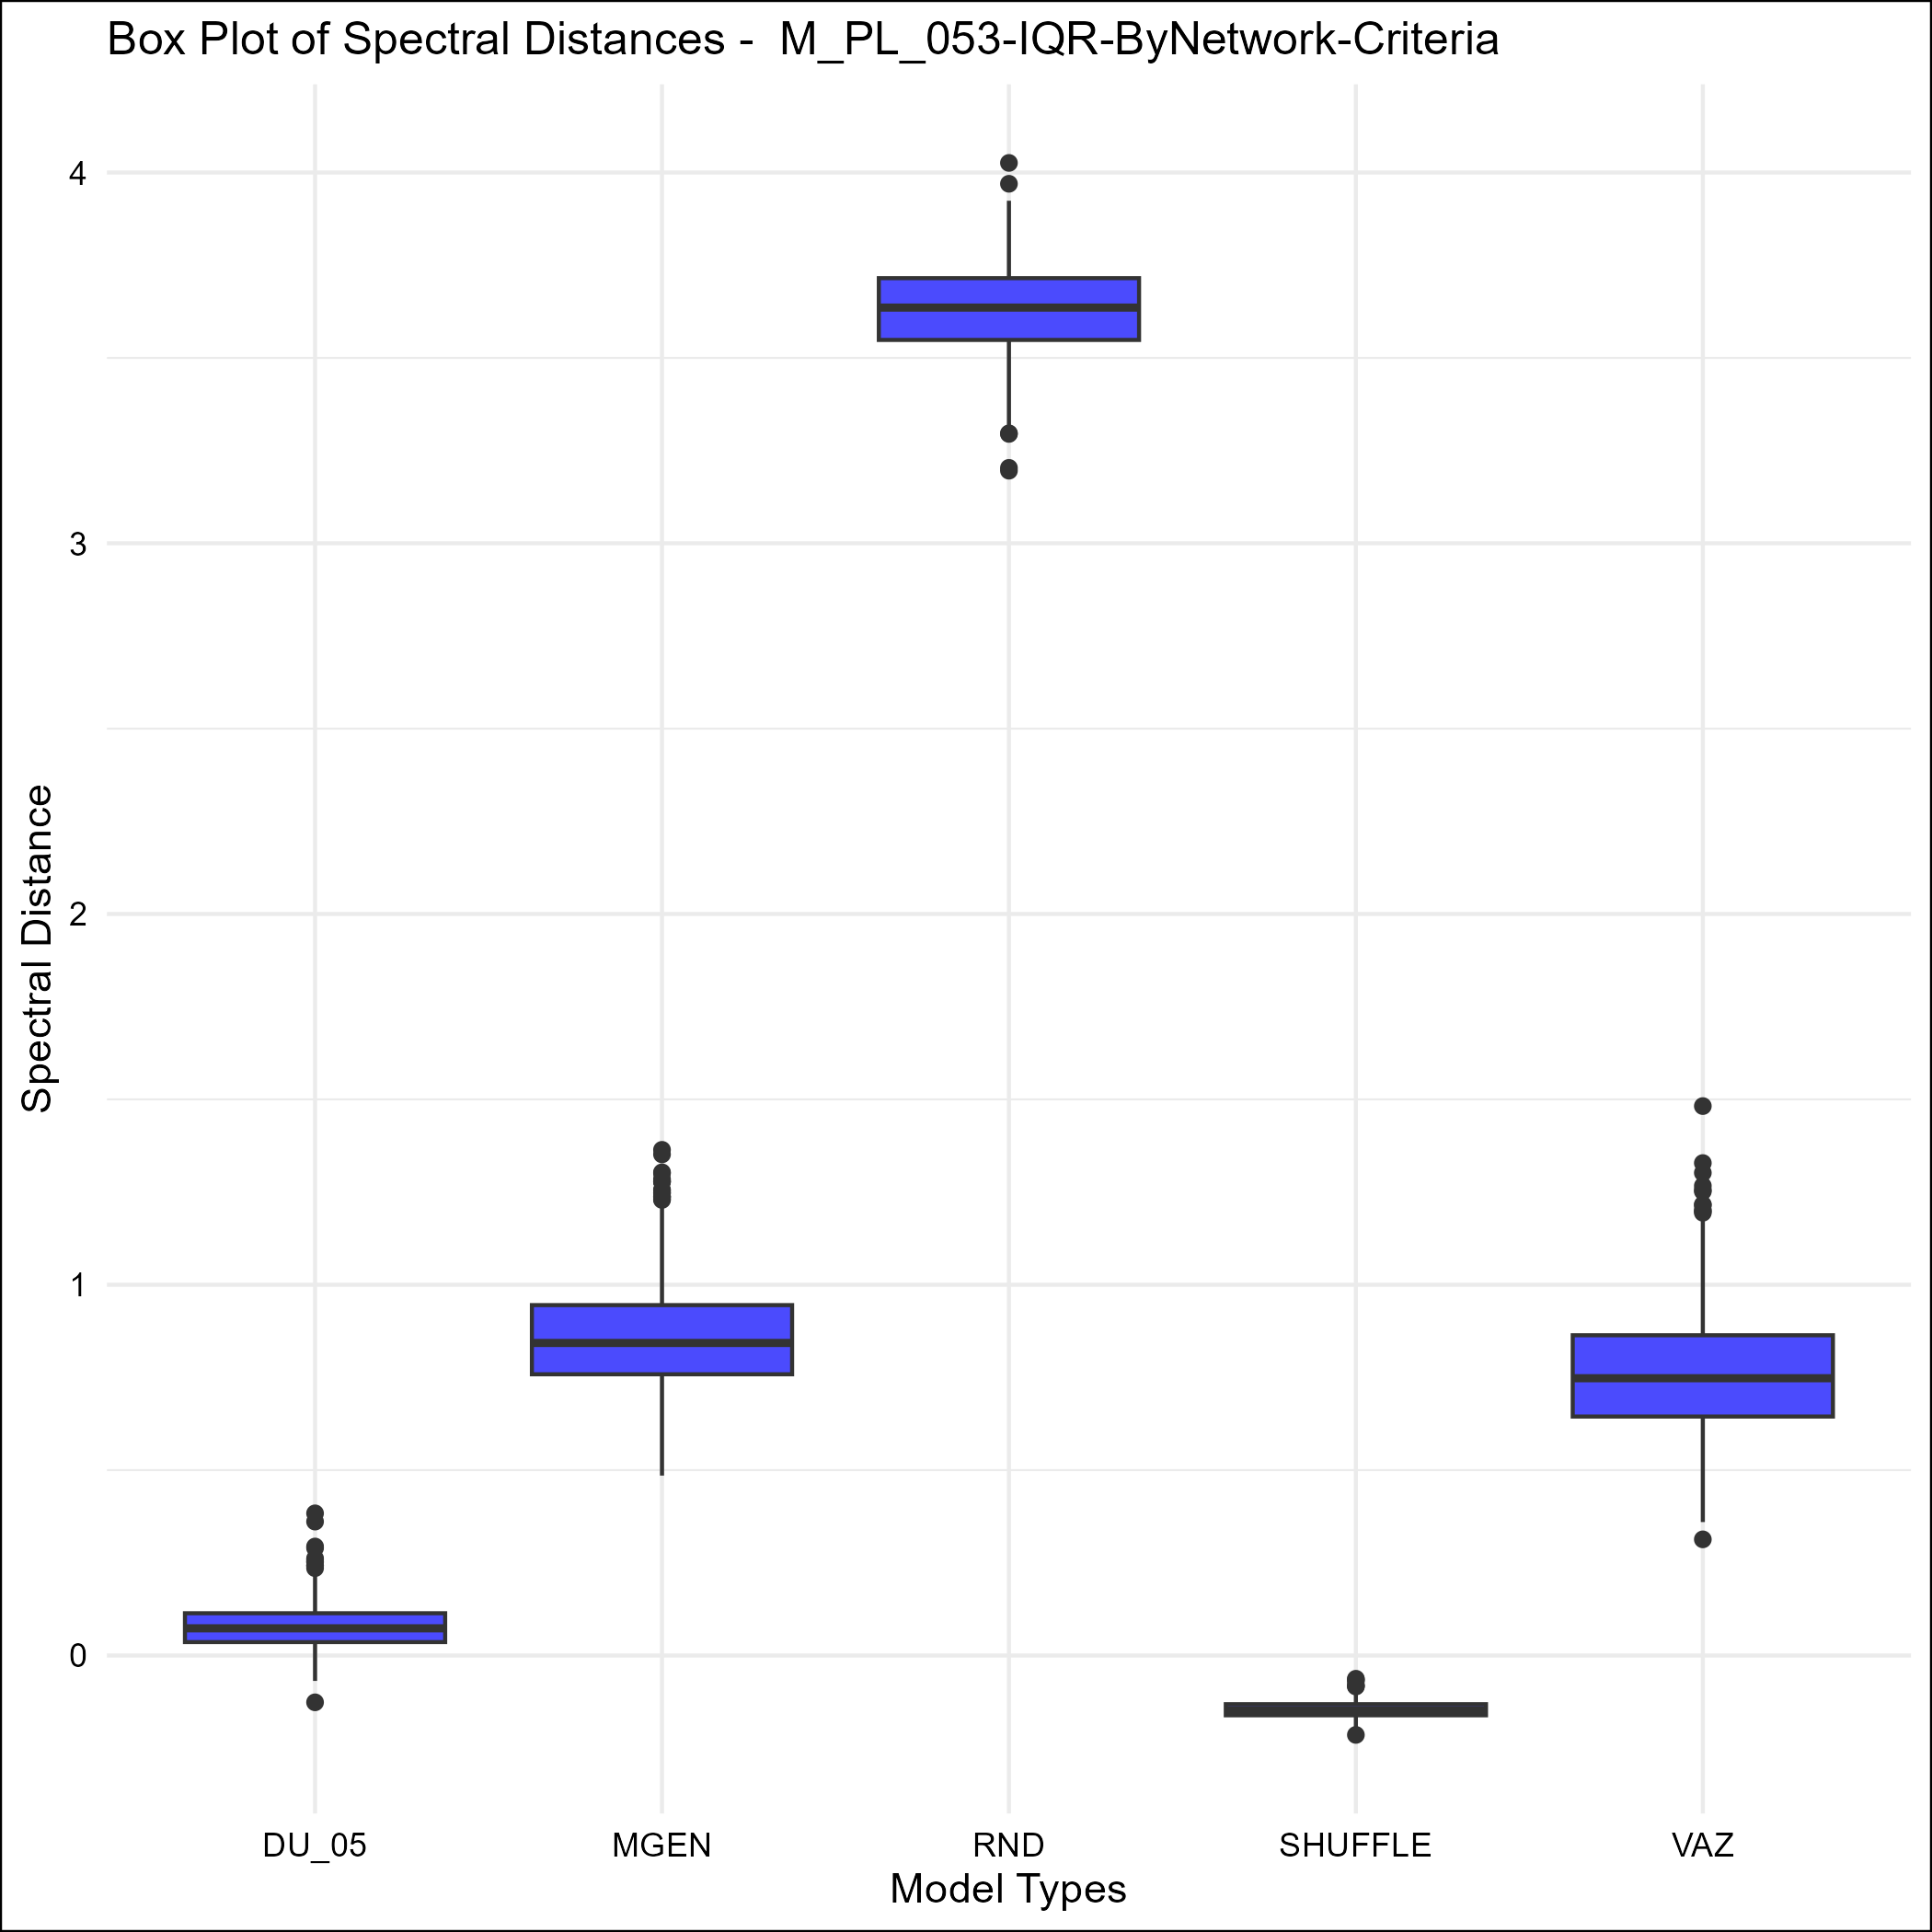 Box Plot of Spectral Distances -  M_PL_053-IQR-ByNetwork-Criteria
4
3
2
1
0
Spectral Distance
DU_05 MGEN RND SHUFFLE VAZ
Model Types